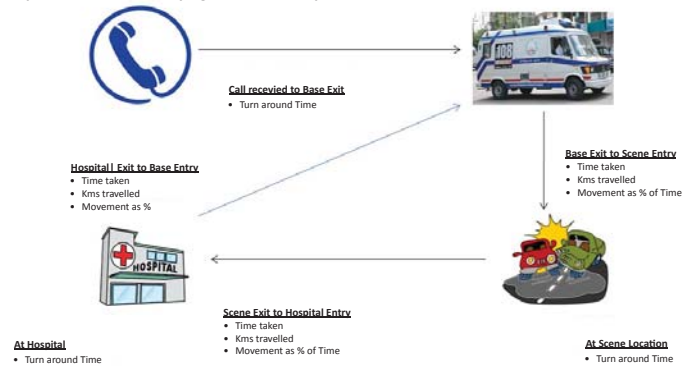 108
Call recevied to Base Exit
• Turn around Time
Hospital| Exit to Base Entry
• Time taken
• Kms travelled
• Movement as %
Base Exit to Scene Entry
• Time taken
• Kms travelled
• Movement as % of Time
HOSPITAL
Scene Exit to Hospital Entry
• Time taken
• Kms travelled
• Movement as % of Time
At Hospital
• Turn around Time
At Scene Location
• Turn around Time